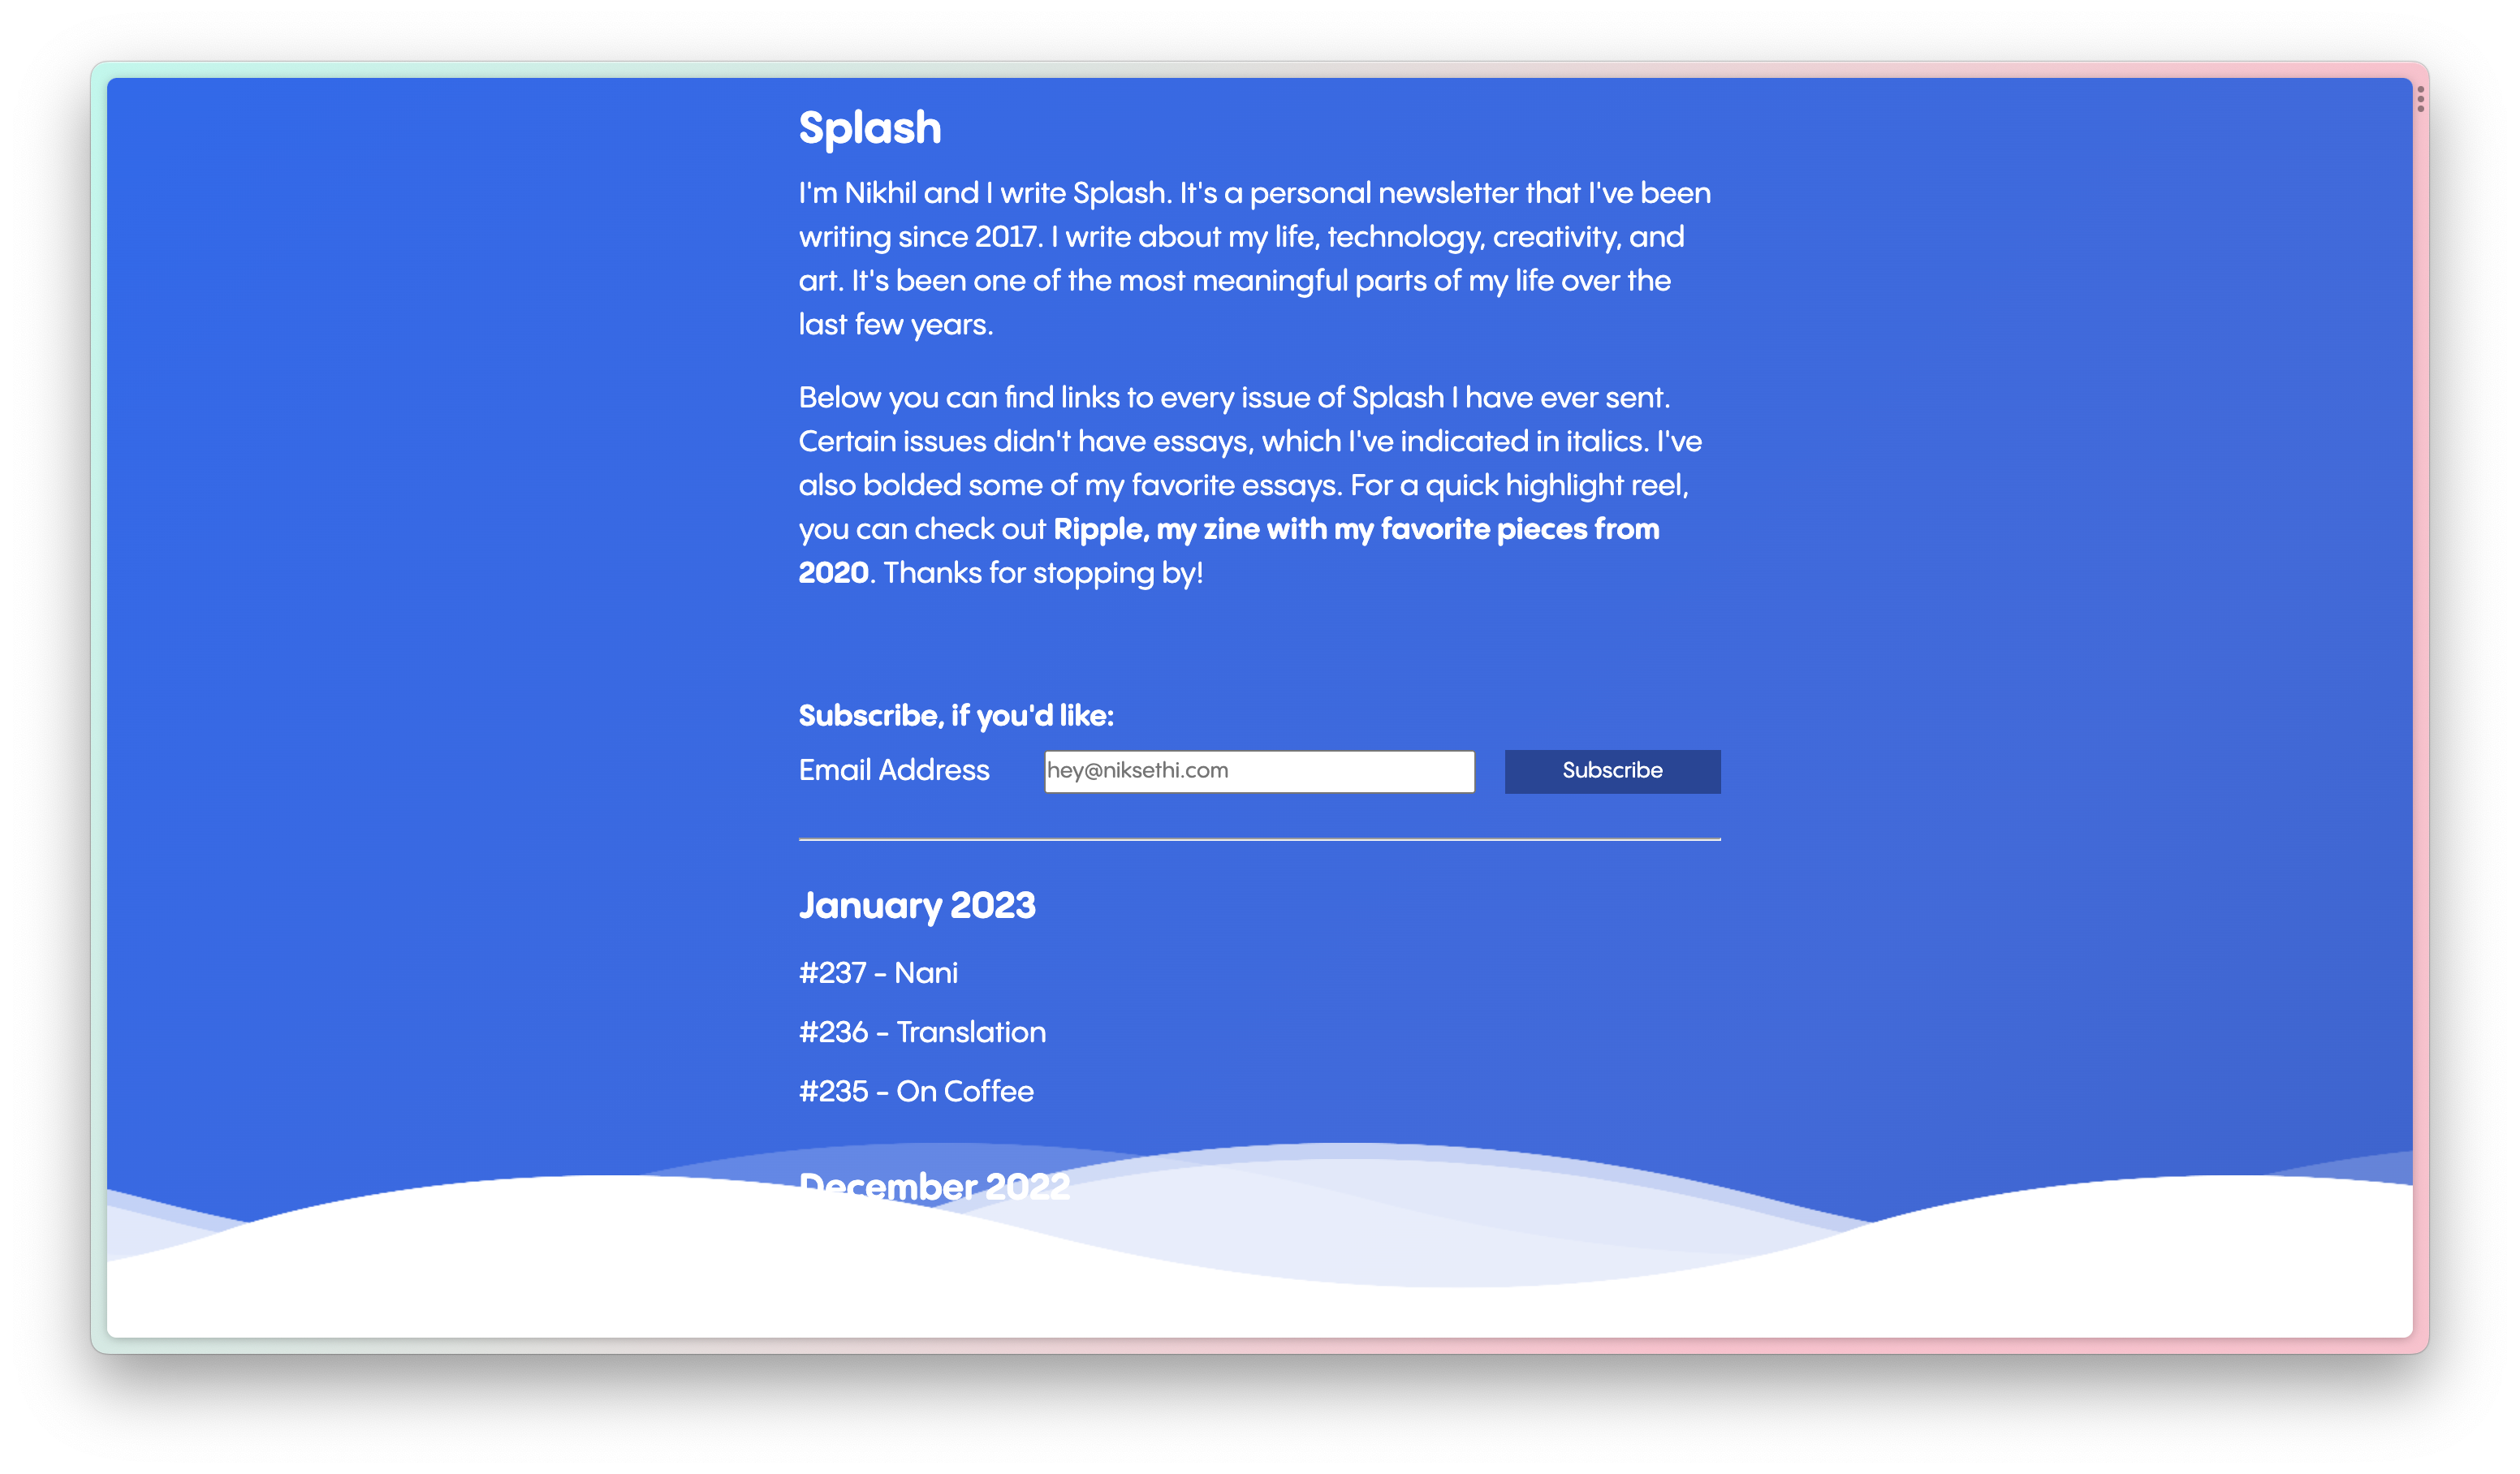 Splash
I'm Nikhil and I write Splash. It's a personal newsletter that I've been
writing since 2017. I write about my life, technology, creativity, and
art. It's been one of the most meaningful parts of my life over the
last few years.
Below you can find links to every issue of Splash I have ever sent.
Certain issues didn't have essays, which I've indicated in italics. I've
also bolded some of my favorite essays. For a quick highlight reel,
you can check out Ripple, my zine with my favorite pieces from
2020. Thanks for stopping by!
Subscribe, if you'd like:
Email Address hey@niksethi.com Subscribe
January 2023
#237 - Nani
#236 - Translation
#235 - On Coffee
December 2022